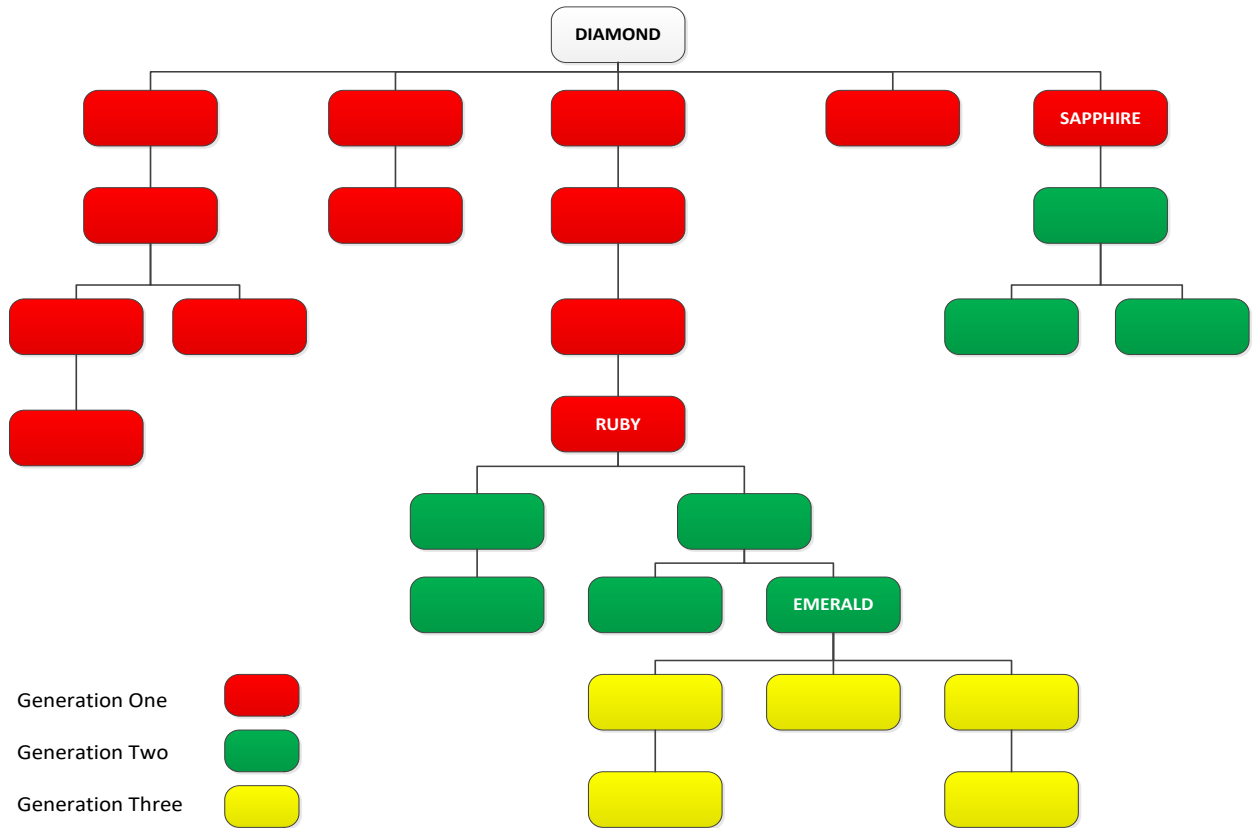 DIAMOND
SAPPHIRE
RUBY
EMERALD
Generation One
Generation Two
Generation Three